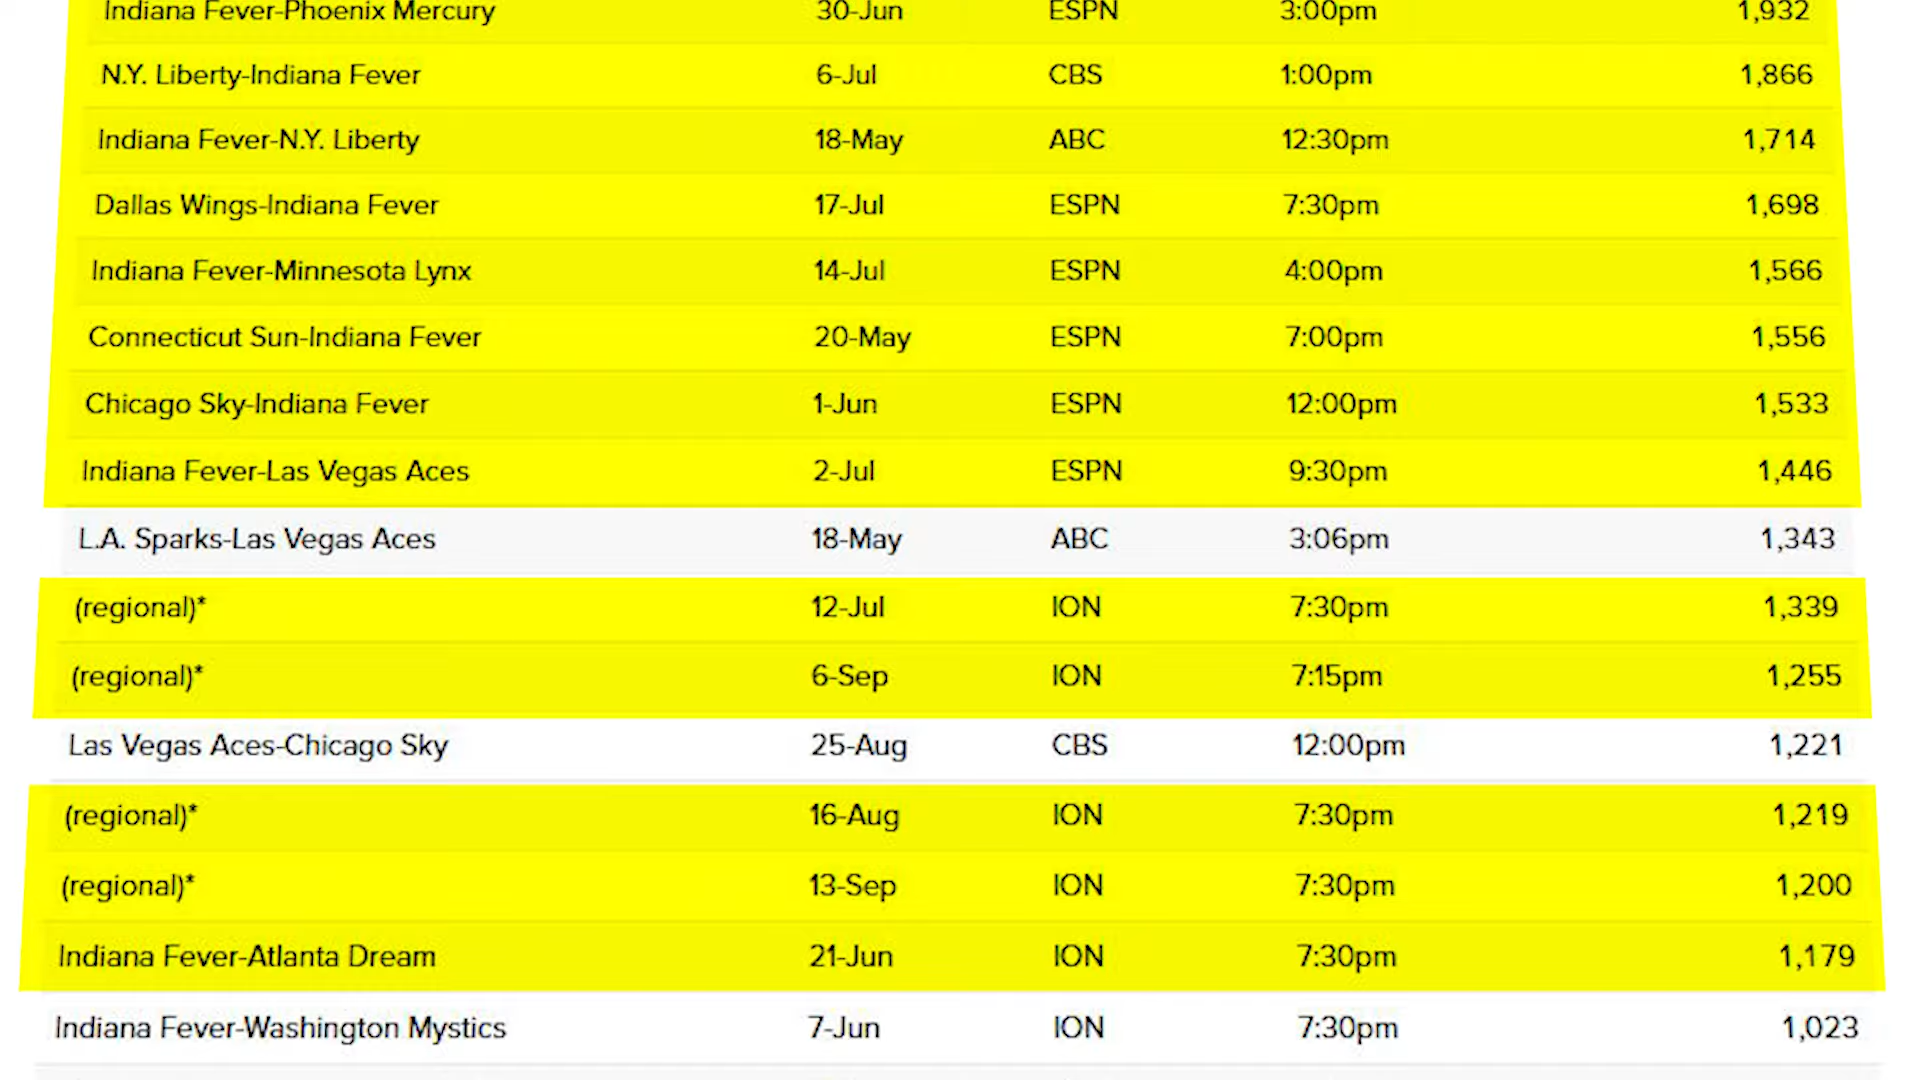 Indiana Fever-Phoenix Mercury 30-Jun ESPN 3:00pm 1,932
N.Y. Liberty-Indiana Fever 6-Jul CBS 1:00pm 1,866
Indiana Fever-N.Y. Liberty 18-May ABC 12:30pm 1,714
Dallas Wings-Indiana Fever 17-Jul ESPN 7:30pm 1,698
Indiana Fever-Minnesota Lynx 14-Jul ESPN 4:00pm 1,566
Connecticut Sun-Indiana Fever 20-May ESPN 7:00pm 1,556
Chicago Sky-Indiana Fever 1-Jun ESPN 12:00pm 1,533
Indiana Fever-Las Vegas Aces 2-Jul ESPN 9:30pm 1,446
L.A. Sparks-Las Vegas Aces 18-May ABC 3:06pm 1,343
(regional)* 12-Jul ION 7:30pm 1,339
(regional)* 6-Sep ION 7:15pm 1,255
Las Vegas Aces-Chicago Sky 25-Aug CBS 12:00pm 1,221
(regional)* 16-Aug ION 7:30pm 1,219
(regional)* 13-Sep ION 7:30pm 1,200
Indiana Fever-Atlanta Dream 21-Jun ION 7:30pm 1,179
Indiana Fever-Washington Mystics 7-Jun ION 7:30pm 1,023